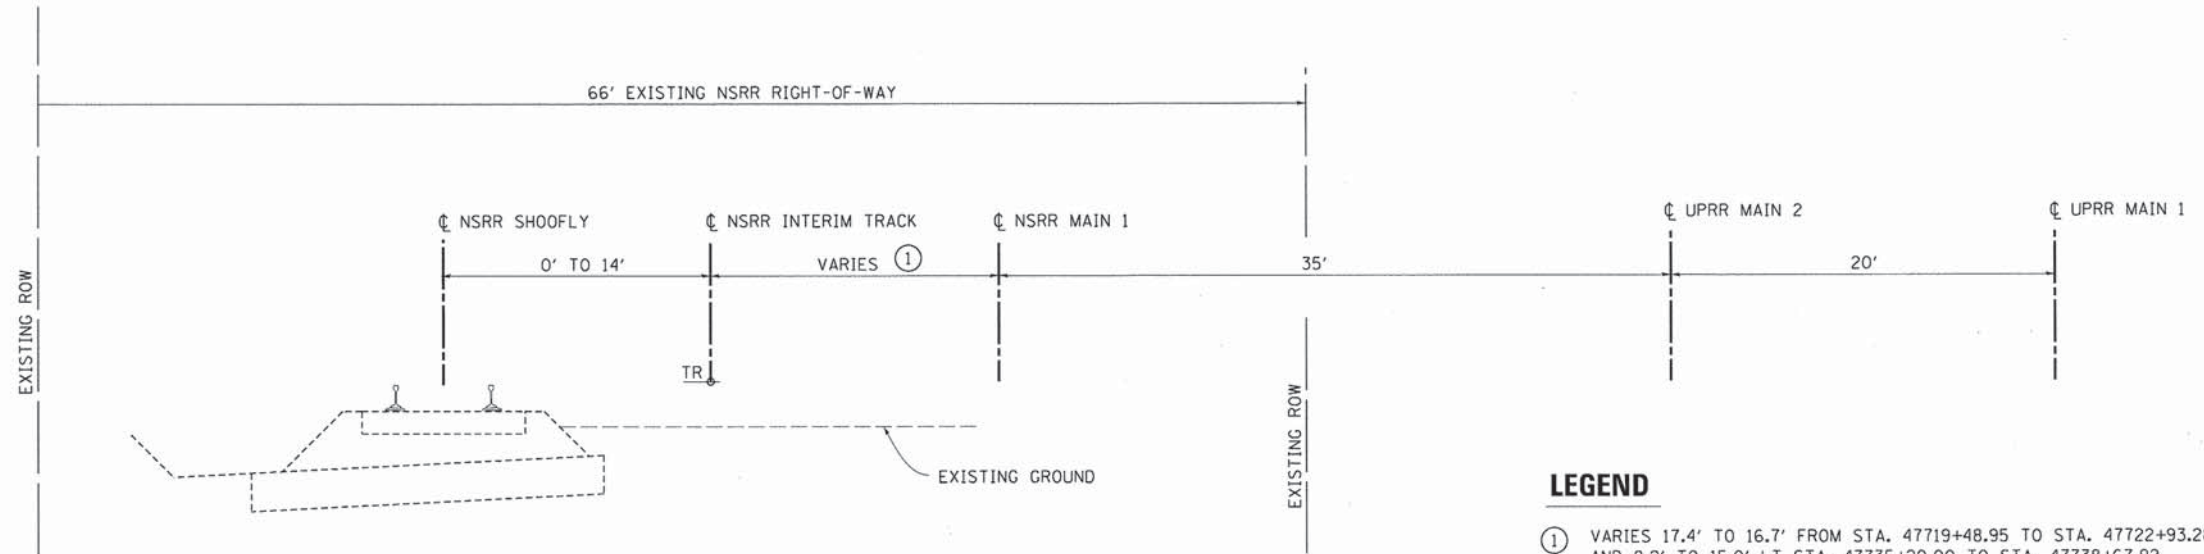 66' EXISTING NSRR RIGHT-OF-WAY
℄ NSRR SHOOFLY
℄ NSRR INTERIM TRACK
℄ NSRR MAIN 1
℄ UPRR MAIN 2
℄ UPRR MAIN 1
0' TO 14'
VARIES ①
35'
20'
EXISTING ROW
TR
EXISTING ROW
EXISTING GROUND
LEGEND
① VARIES 17.4' TO 16.7' FROM STA. 47719+48.95 TO STA.